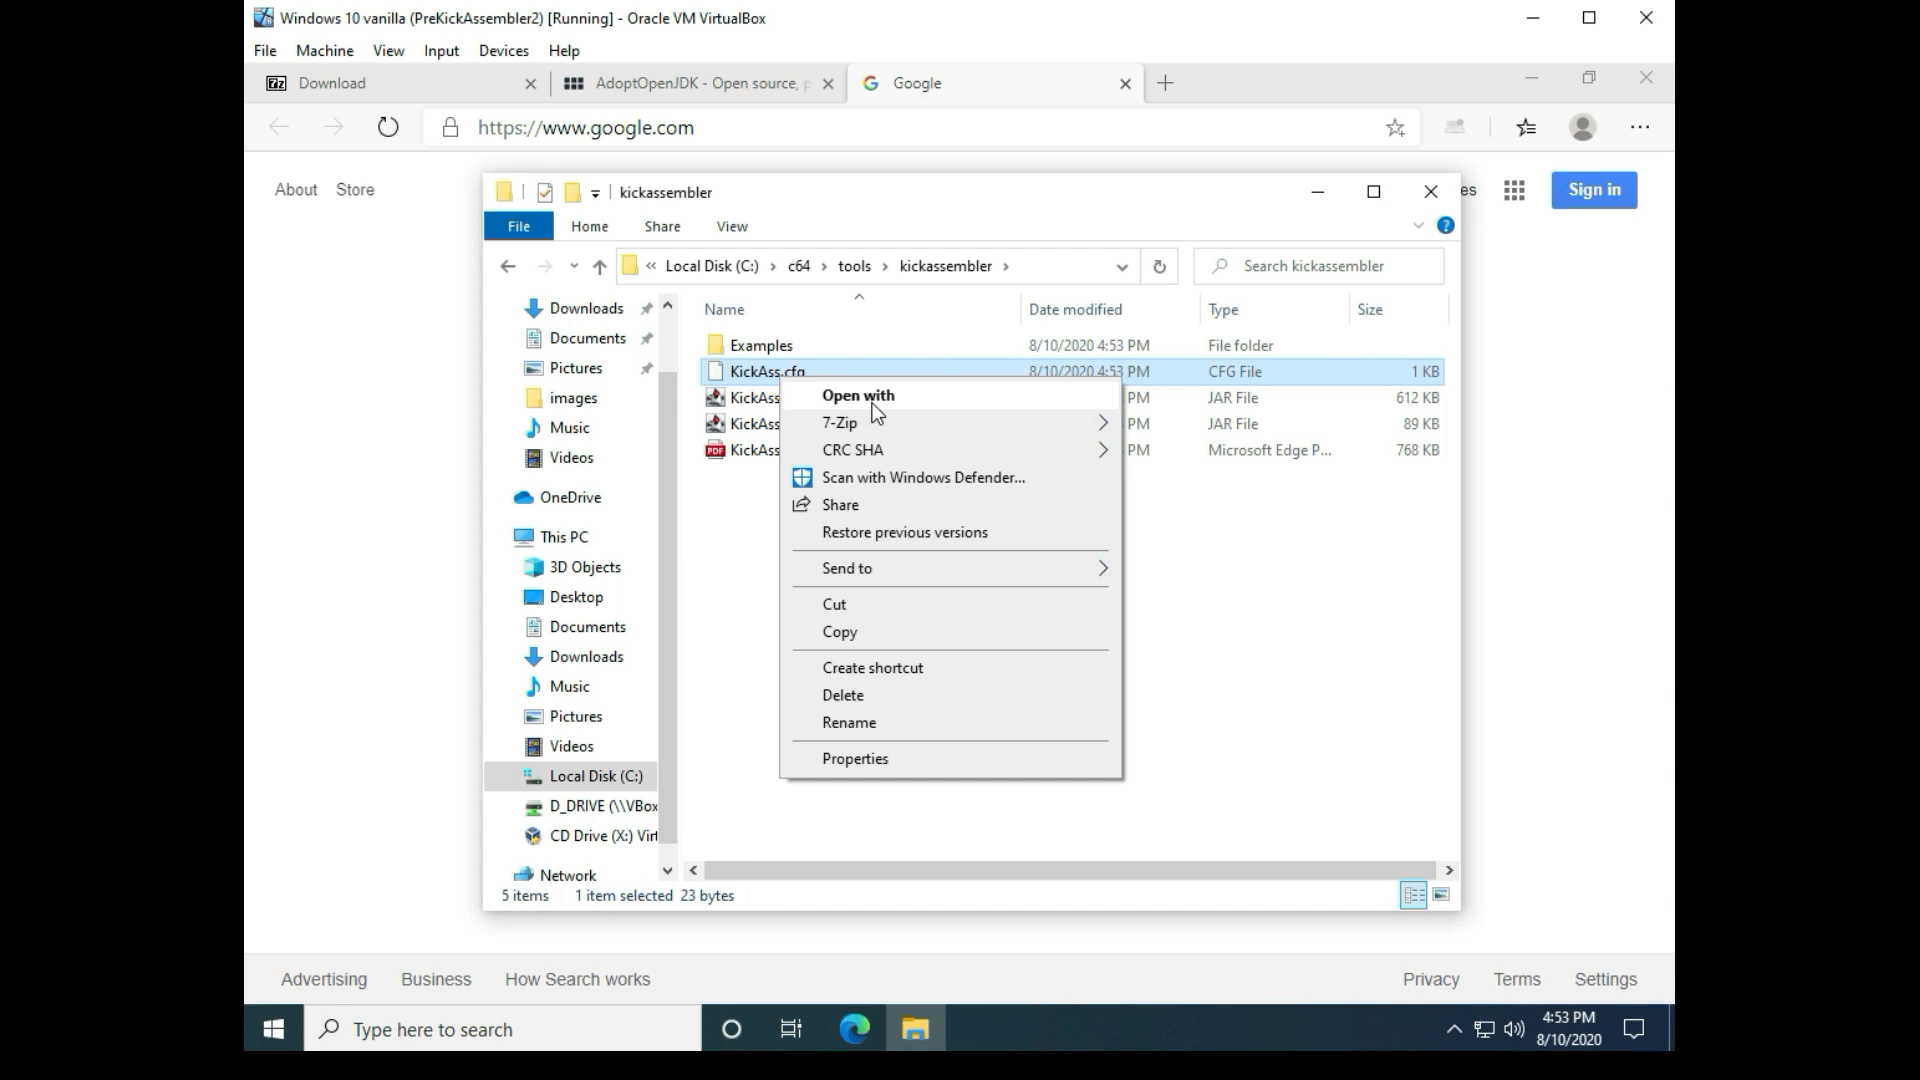 Windows 10 vanilla (PreKickAssembler2) [Running] - Oracle VM VirtualBox
File Machine View Input Devices Help
Download
AdoptOpenJDK - Open source, p
Google
https://www.google.com
About Store
es
Sign in
kickassembler
File Home Share View
« Local Disk (C:) › c64 › tools › kickassembler ›
Search kickassembler
Name Date modified Type Size
Downloads
Documents
Pictures
images
Music
Videos
OneDrive
This PC
3D Objects
Desktop
Documents
Downloads
Music
Pictures
Videos
Local Disk (C:)
D_DRIVE (\\VBox
CD Drive (X:) Virt
Network
Examples 8/10/2020 4:53 PM File folder
KickAss.cfg 8/10/2020 4:53 PM CFG File 1 KB
KickAss PM JAR File 612 KB
KickAss PM JAR File 89 KB
KickAss PM Microsoft Edge P... 768 KB
Open with
7-Zip
CRC SHA
Scan with Windows Defender...
Share
Restore previous versions
Send to
Cut
Copy
Create shortcut
Delete
Rename
Properties
5 items 1 item selected 23 bytes
Advertising Business How Search works
Privacy Terms Settings
Type here to search
4:53 PM
8/10/2020